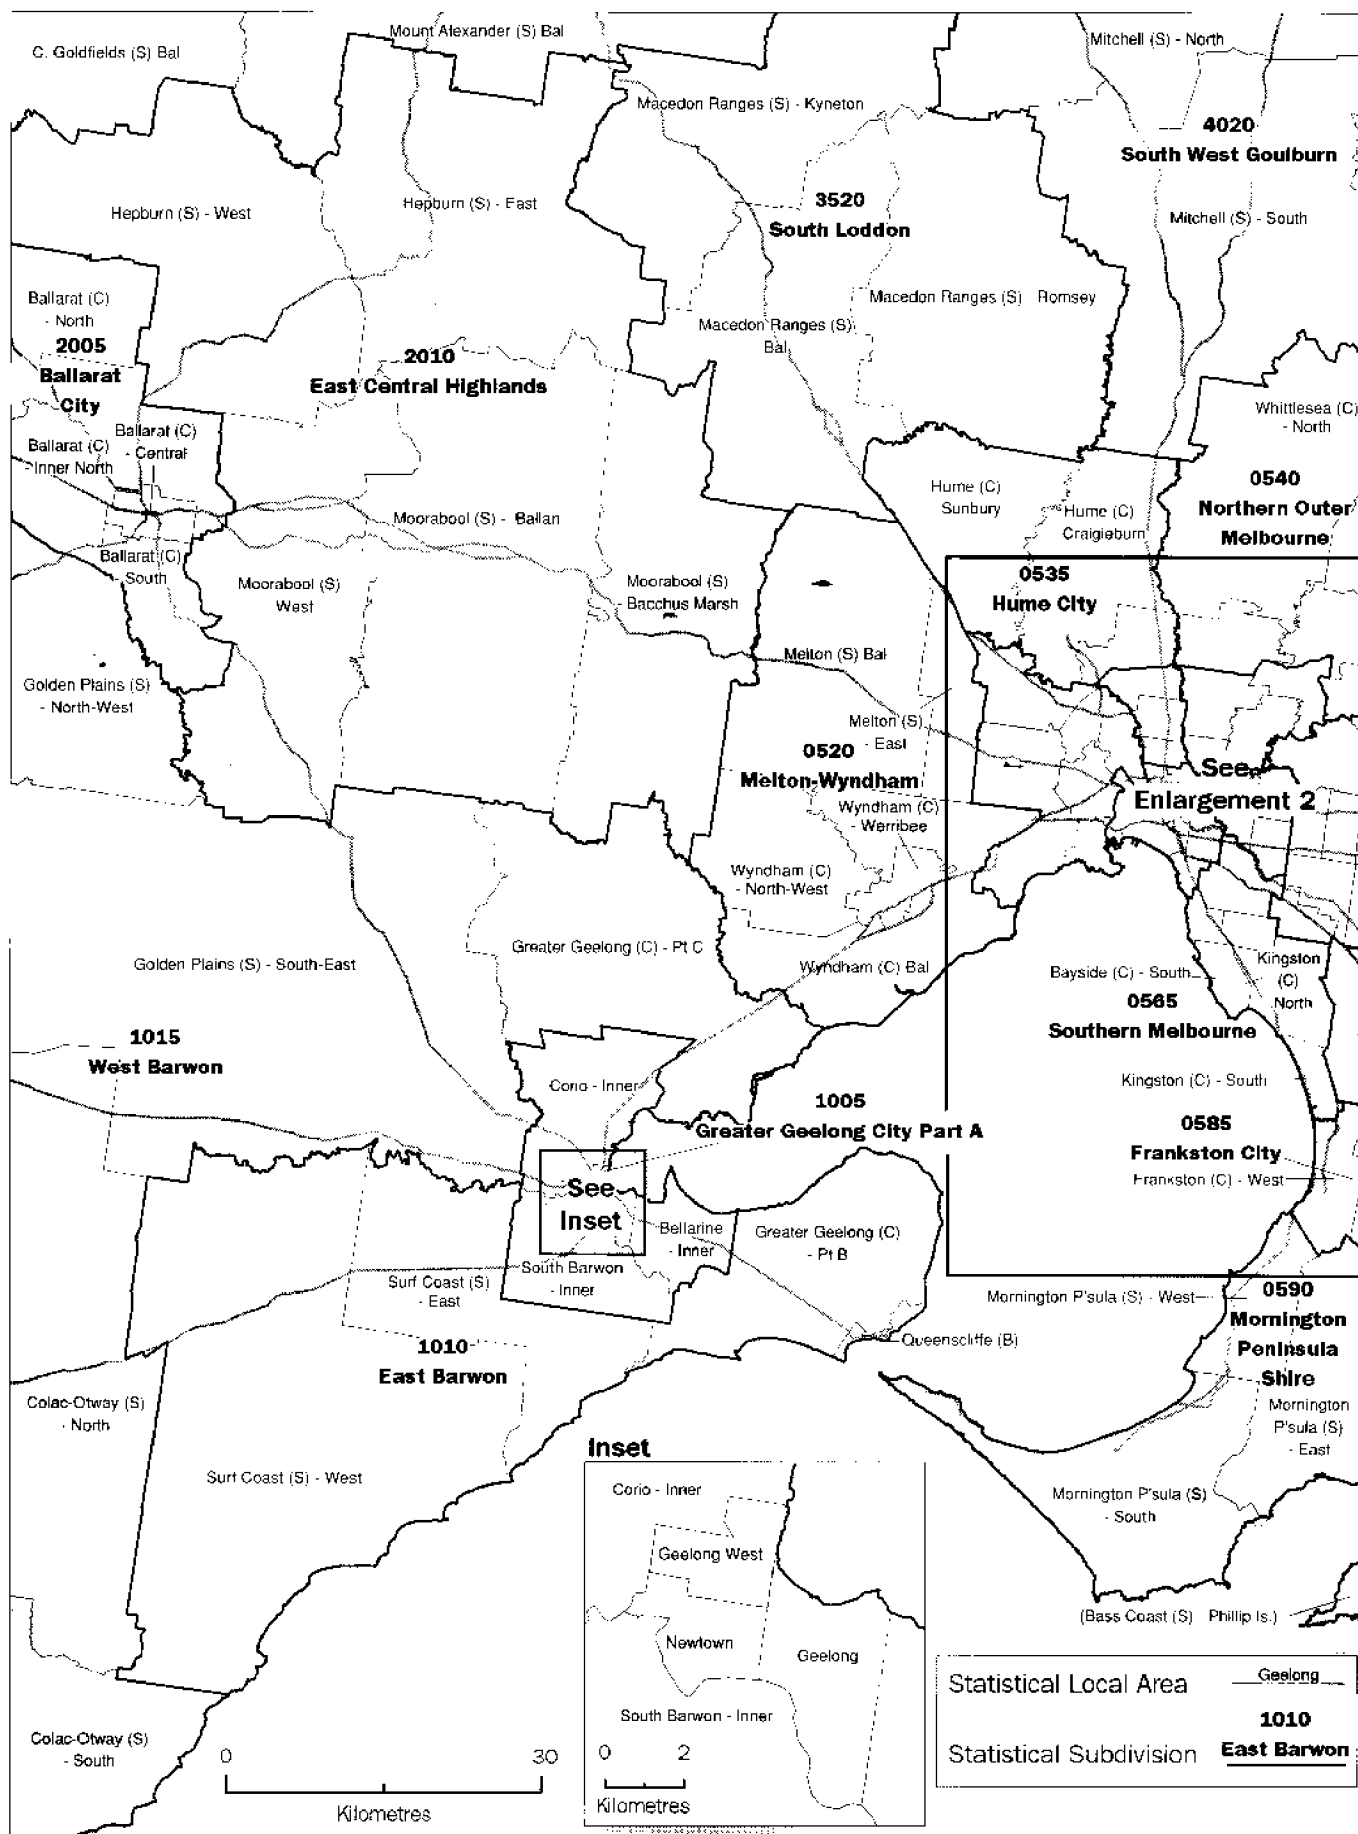 C. Goldfields (S) Bal
Mount Alexander (S) Bal
Mitchell (S) - North
Macedon Ranges (S) - Kyneton
4020
South West Goulburn
Hepburn (S) - West
Hepburn (S) - East
3520
South Loddon
Mitchell (S) - South
Ballarat (C)
- North
Macedon Ranges (S) Romsey
Macedon Ranges (S)
Bal
2005
Ballarat
City
2010
East Central Highlands
Whittlesea (C)
- North
Ballarat (C)
- Central
Ballarat (C)
- Inner North
Hume (C)
Sunbury
0540
Northern Outer
Melbourne
Moorabool (S) - Ballan
Hume (C)
Craigieburn
Ballarat (C)
South
Moorabool (S)
West
Moorabool (S)
Bacchus Marsh
0535
Hume City
Melton (S) Bal
Golden Plains (S)
- North-West
Melton (S)
- East
0520
Melton-Wyndham
See
Enlargement 2
Wyndham (C)
- Werribee
Wyndham (C)
- North-West
Greater Geelong (C) - Pt C
Golden Plains (S) - South-East
Wyndham (C) Bal
Bayside (C) - South
Kingston
(C)
North
0565
Southern Melbourne
1015
West Barwon
Corio - Inner
Kingston (C) - South
1005
Greater Geelong City Part A
0585
Frankston City
Frankston (C) - West
See
Inset
Bellarine
- Inner
Greater Geelong (C)
- Pt B
South Barwon
- Inner
Surf Coast (S)
- East
Mornington P'sula (S) - West
0590
Mornington
Peninsula
Shire
Queenscliffe (B)
1010
East Barwon
Colac-Otway (S)
- North
Mornington
P'sula (S)
- East
Surf Coast (S) - West
Mornington P'sula (S)
- South
Inset
Corio - Inner
Geelong West
Newtown
Geelong
South Barwon - Inner
0 2
Kilometres
(Bass Coast (S) Phillip Is.)
Colac-Otway (S)
- South
0 30
Kilometres
Statistical Local Area Geelong
1010
Statistical Subdivision East Barwon